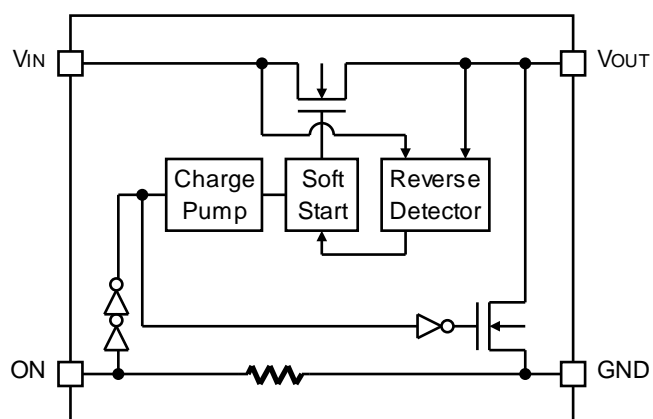 VIN
VOUT
Charge
Pump
Soft
Start
Reverse
Detector
ON
GND